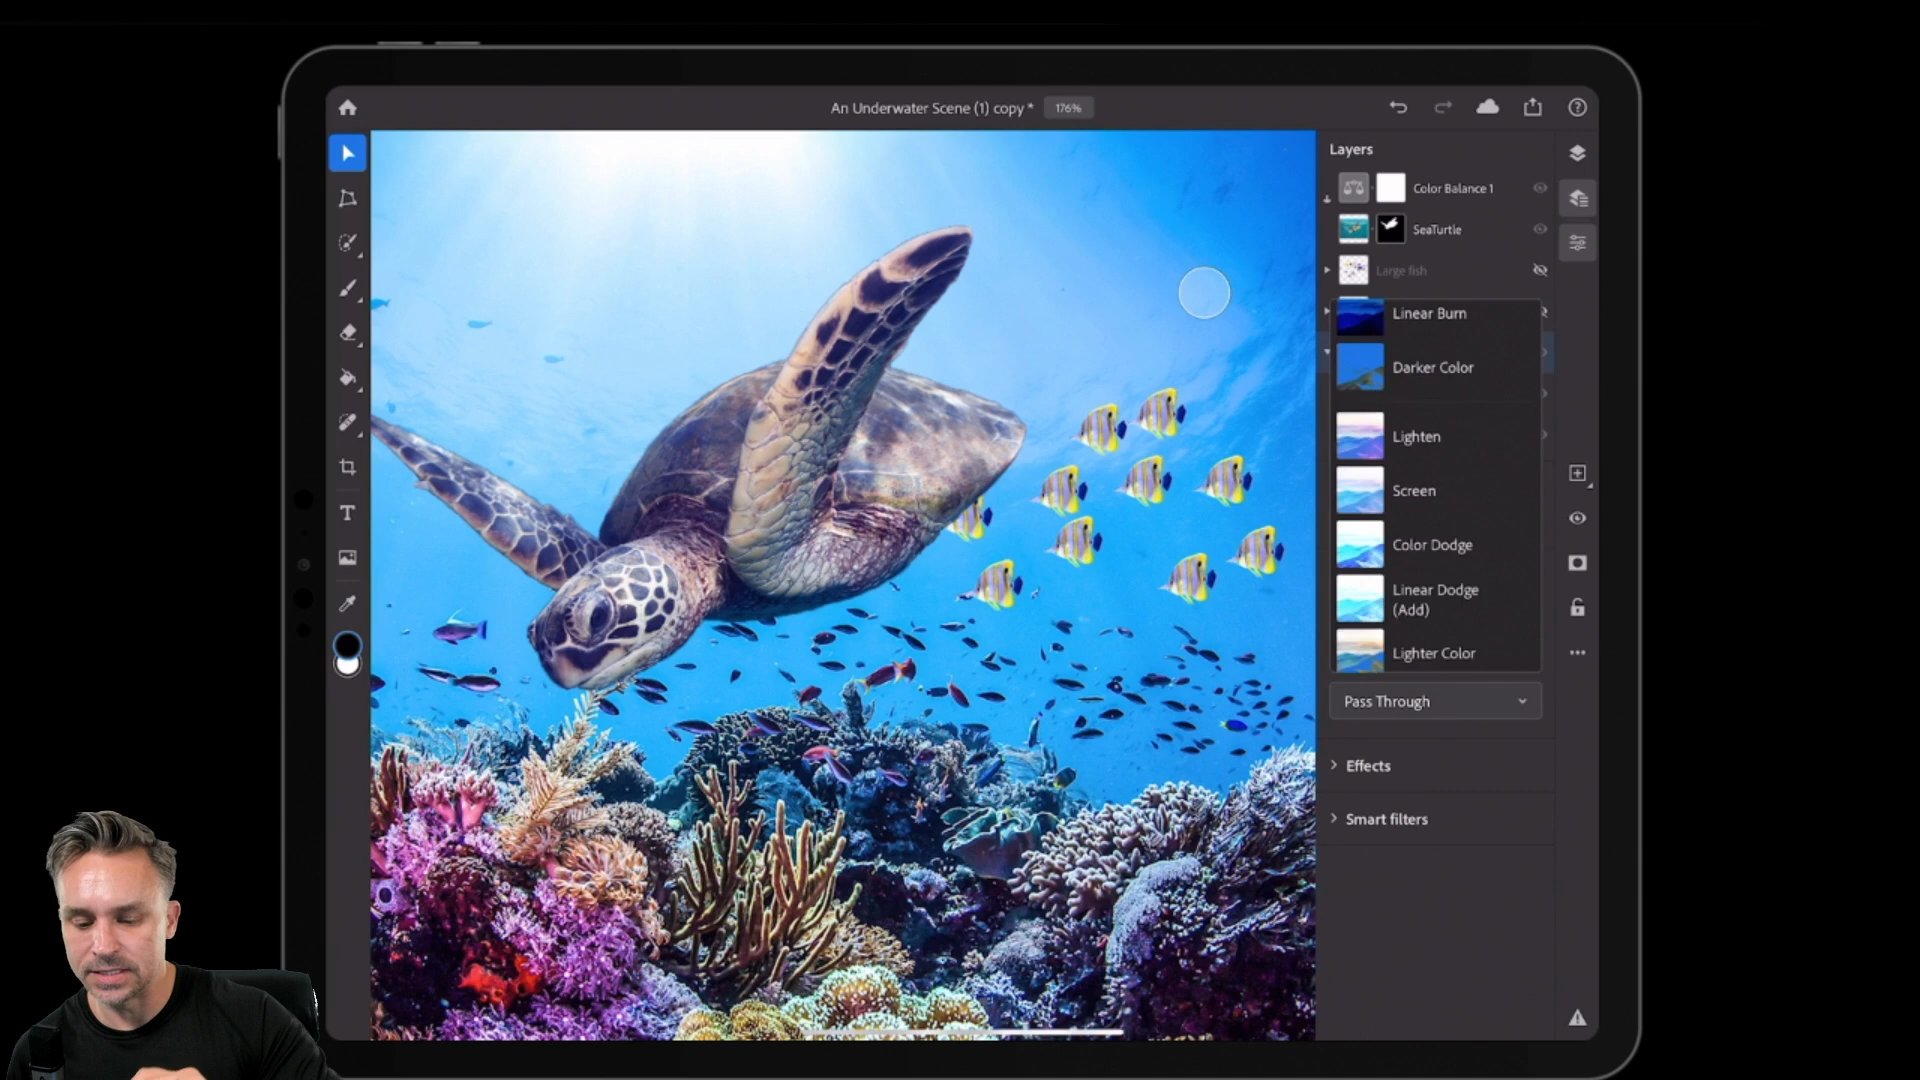 An Underwater Scene (1) copy *
176%
Layers
Color Balance 1
SeaTurtle
Large fish
Linear Burn
Darker Color
Lighten
Screen
Color Dodge
Linear Dodge
(Add)
Lighter Color
Pass Through
Effects
Smart filters
T